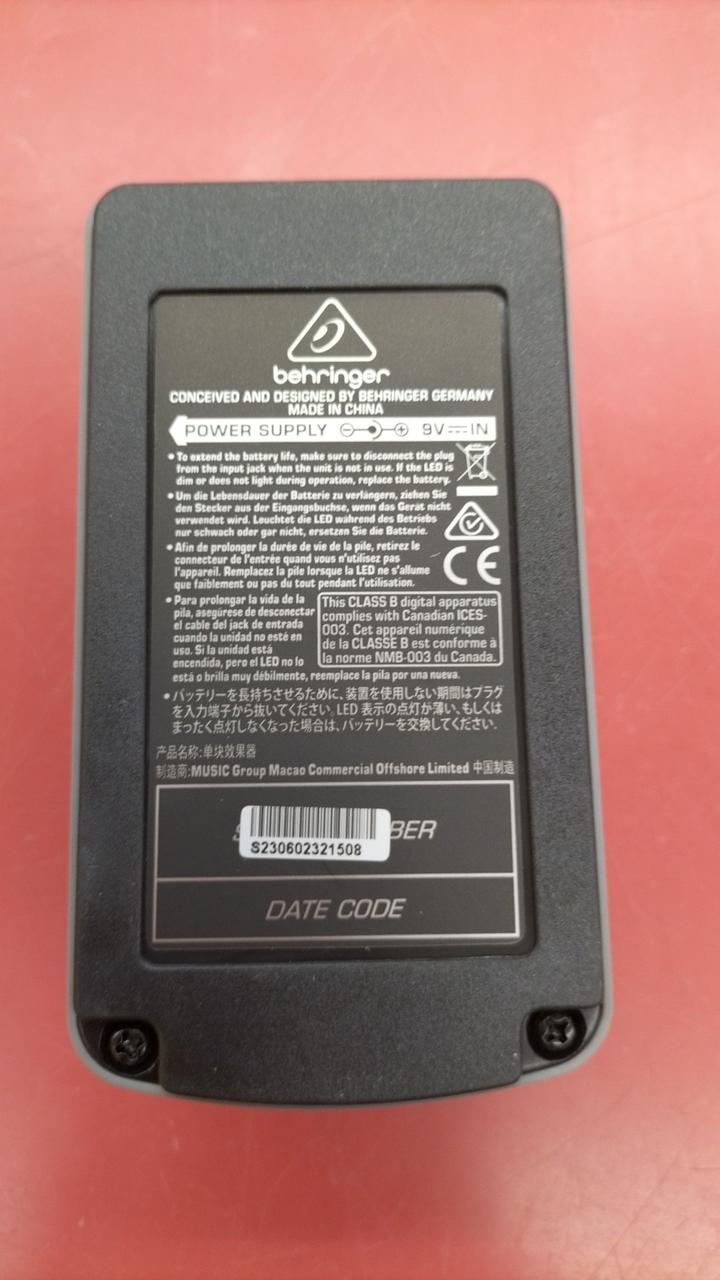 behringer
CONCEIVED AND DESIGNED BY BEHRINGER GERMANY
MADE IN CHINA
POWER SUPPLY 9V IN
• To extend the battery life, make sure to disconnect the plug
from the input jack when the unit is not in use. If the LED is
dim or does not light during operation, replace the battery.
• Um die Lebensdauer der Batterie zu verlängern, ziehen Sie
den Stecker aus der Eingangsbuchse, wenn das Gerät nicht
verwendet wird. Leuchtet die LED während des Betriebs
nur schwach oder gar nicht, ersetzen Sie die Batterie.
• Afin de prolonger la durée de vie de la pile, retirez le
connecteur de l'entrée quand vous n'utilisez pas
l'appareil. Remplacez la pile lorsque la LED ne s'allume
que faiblement ou pas du tout pendant l'utilisation.
CE
• Para prolongar la vida de la
pila, asegúrese de desconectar
el cable del jack de entrada
cuando la unidad no esté en
uso. Si la unidad está
encendida, pero el LED no lo
está o brilla muy débilmente, reemplace la pila por una nueva.
This CLASS B digital apparatus
complies with Canadian ICES-
003. Cet appareil numérique
de la CLASSE B est conforme à
la norme NMB-003 du Canada.
• バッテリーを長持ちさせるために、装置を使用しない期間はプラグ
を入力端子から抜いてください。LED 表示の点灯が薄い、もしくは
まったく点灯しなくなった場合は、バッテリーを交換してください。
产品名称:单块效果器
制造商:MUSIC Group Macao Commercial Offshore Limited 中国制造
S BER
S230602321508
DATE CODE